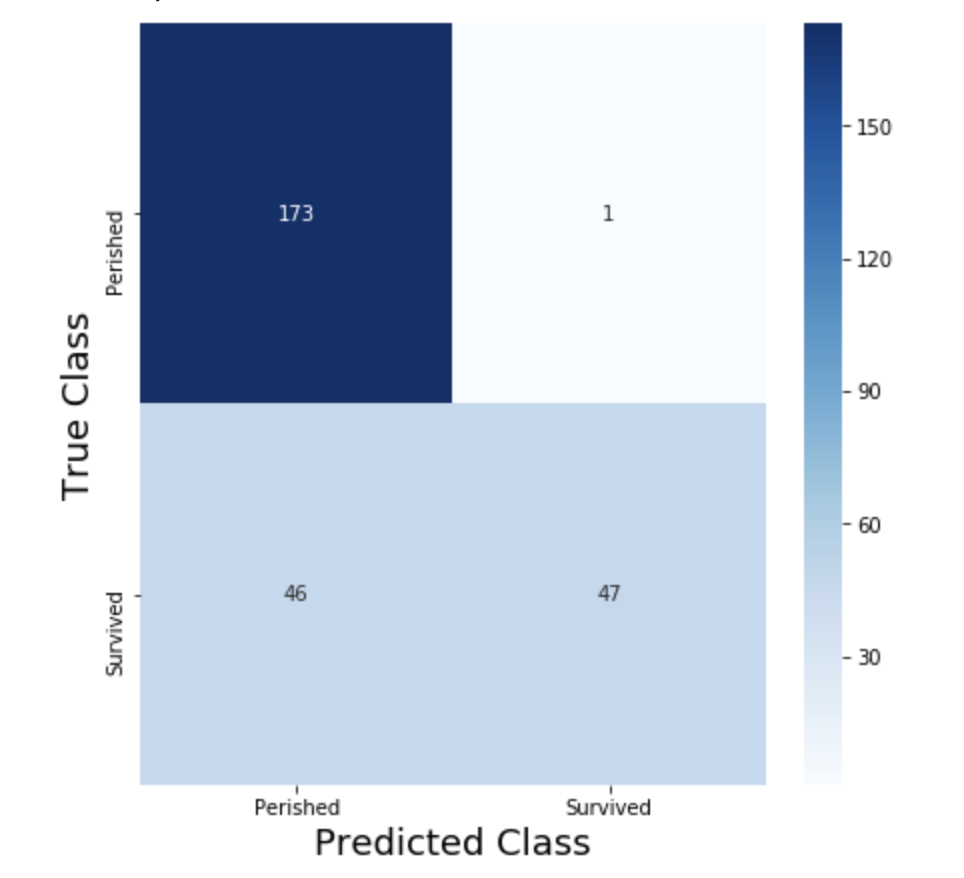 150
173 1
Perished
120
True Class
90
60
46 47
Survived
30
Perished Survived
Predicted Class